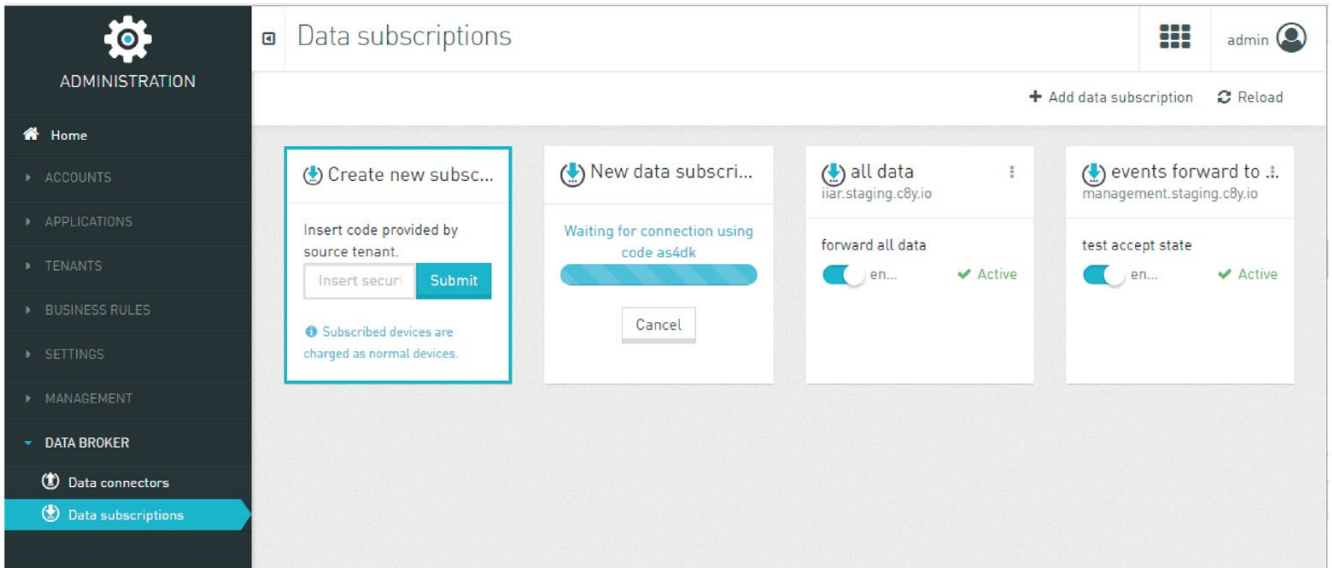 ADMINISTRATION
Home
ACCOUNTS
APPLICATIONS
TENANTS
BUSINESS RULES
SETTINGS
MANAGEMENT
DATA BROKER
Data connectors
Data subscriptions
Data subscriptions
admin
Add data subscription Reload
Create new subsc...
Insert code provided by
source tenant.
Insert securi Submit
Subscribed devices are
charged as normal devices.
New data subscri...
Waiting for connection using
code as4dk
Cancel
all data
iiar.staging.c8y.io
forward all data
en... Active
events forward to ...
management.staging.c8y.io
test accept state
en... Active